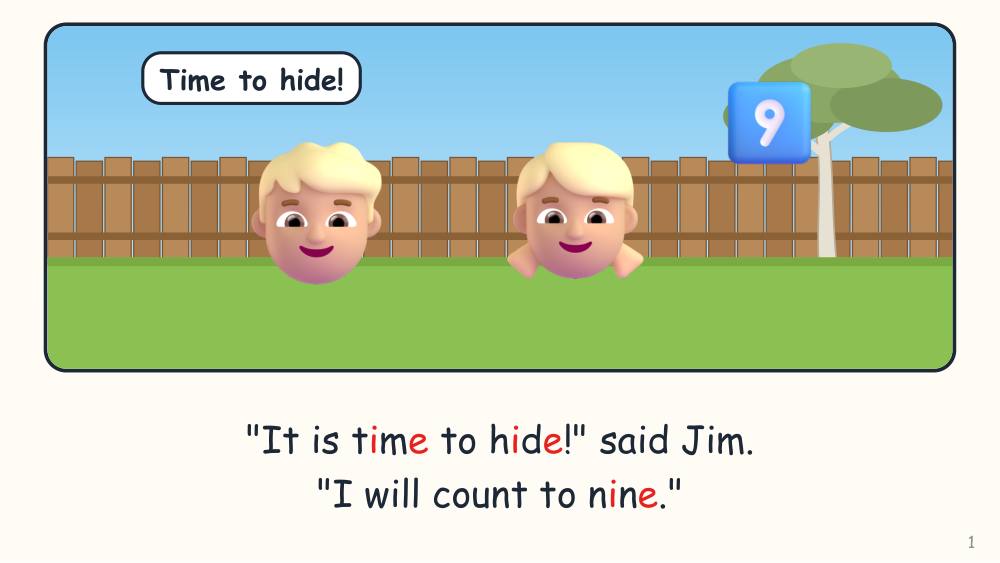 Time to hide!
9
"It is time to hide!" said Jim.
"I will count to nine."
1